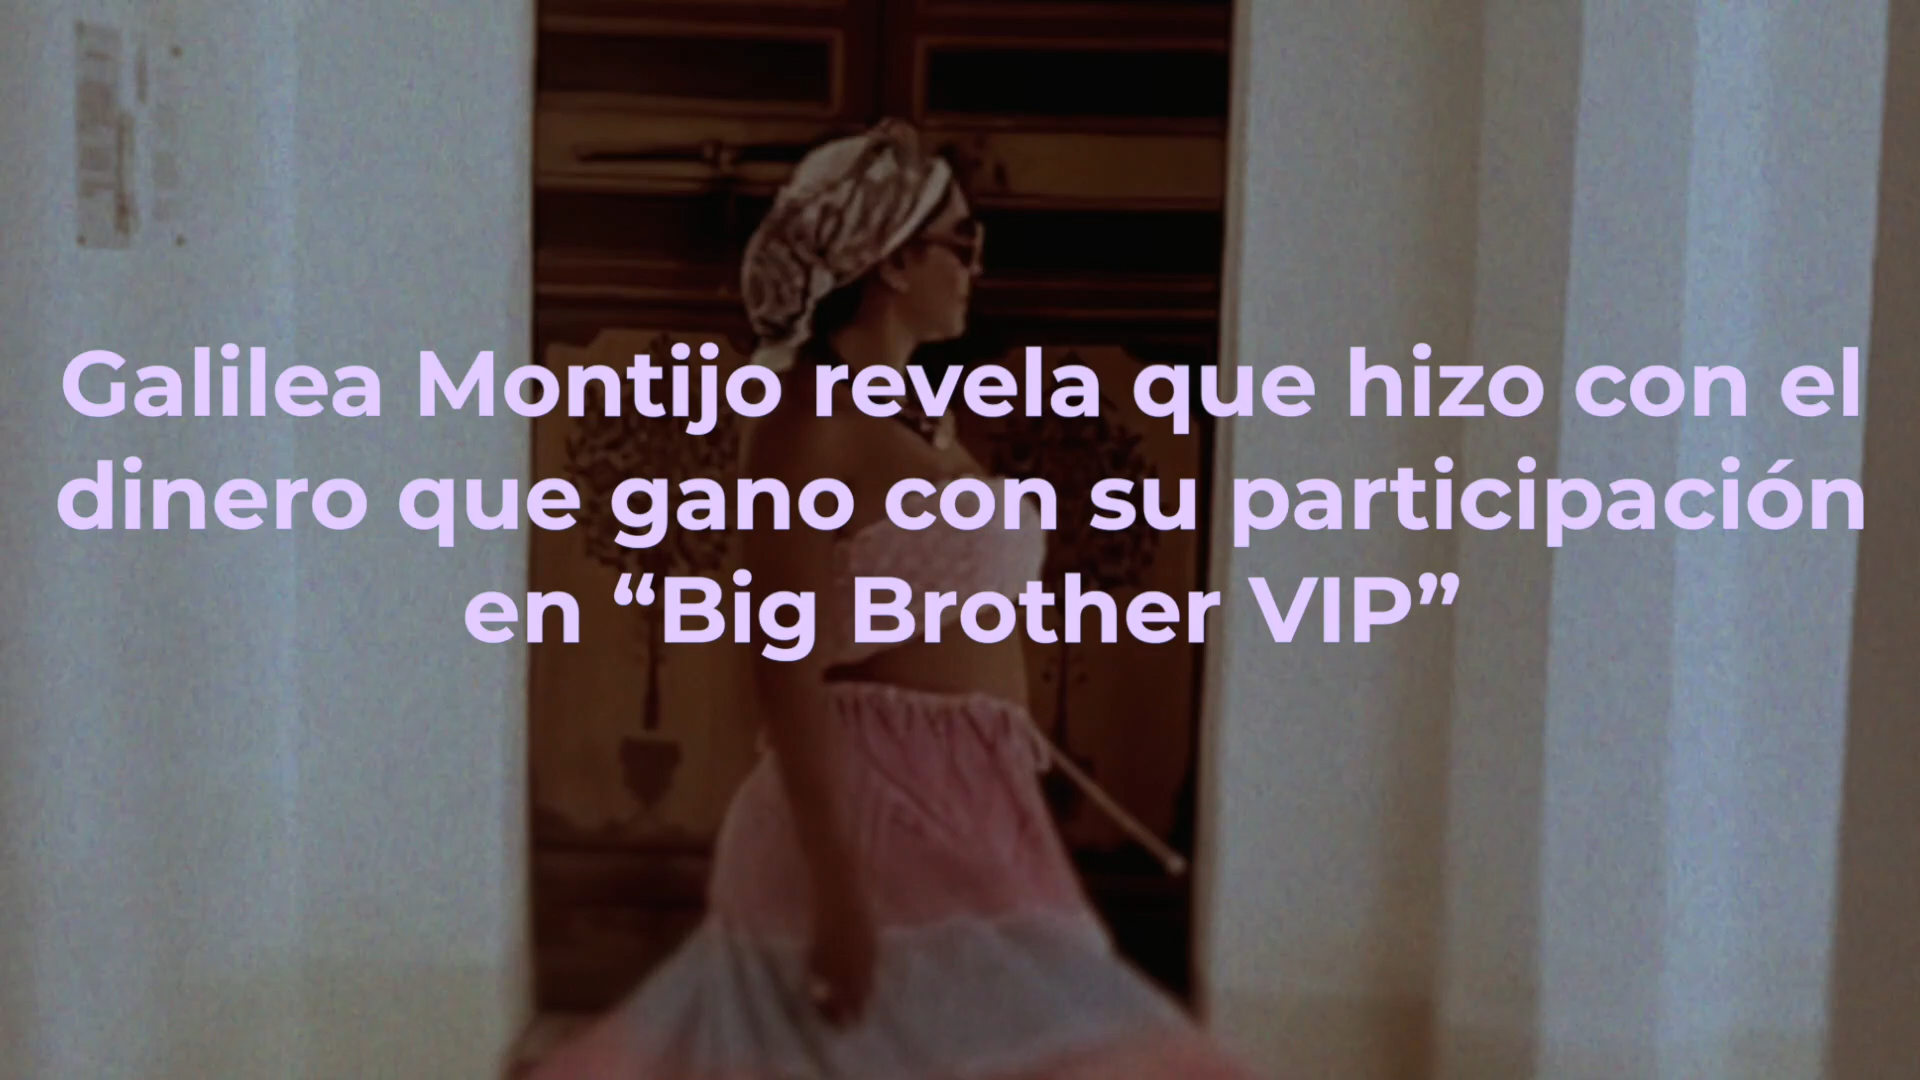 Galilea Montijo revela que hizo con el
dinero que gano con su participación
en “Big Brother VIP”